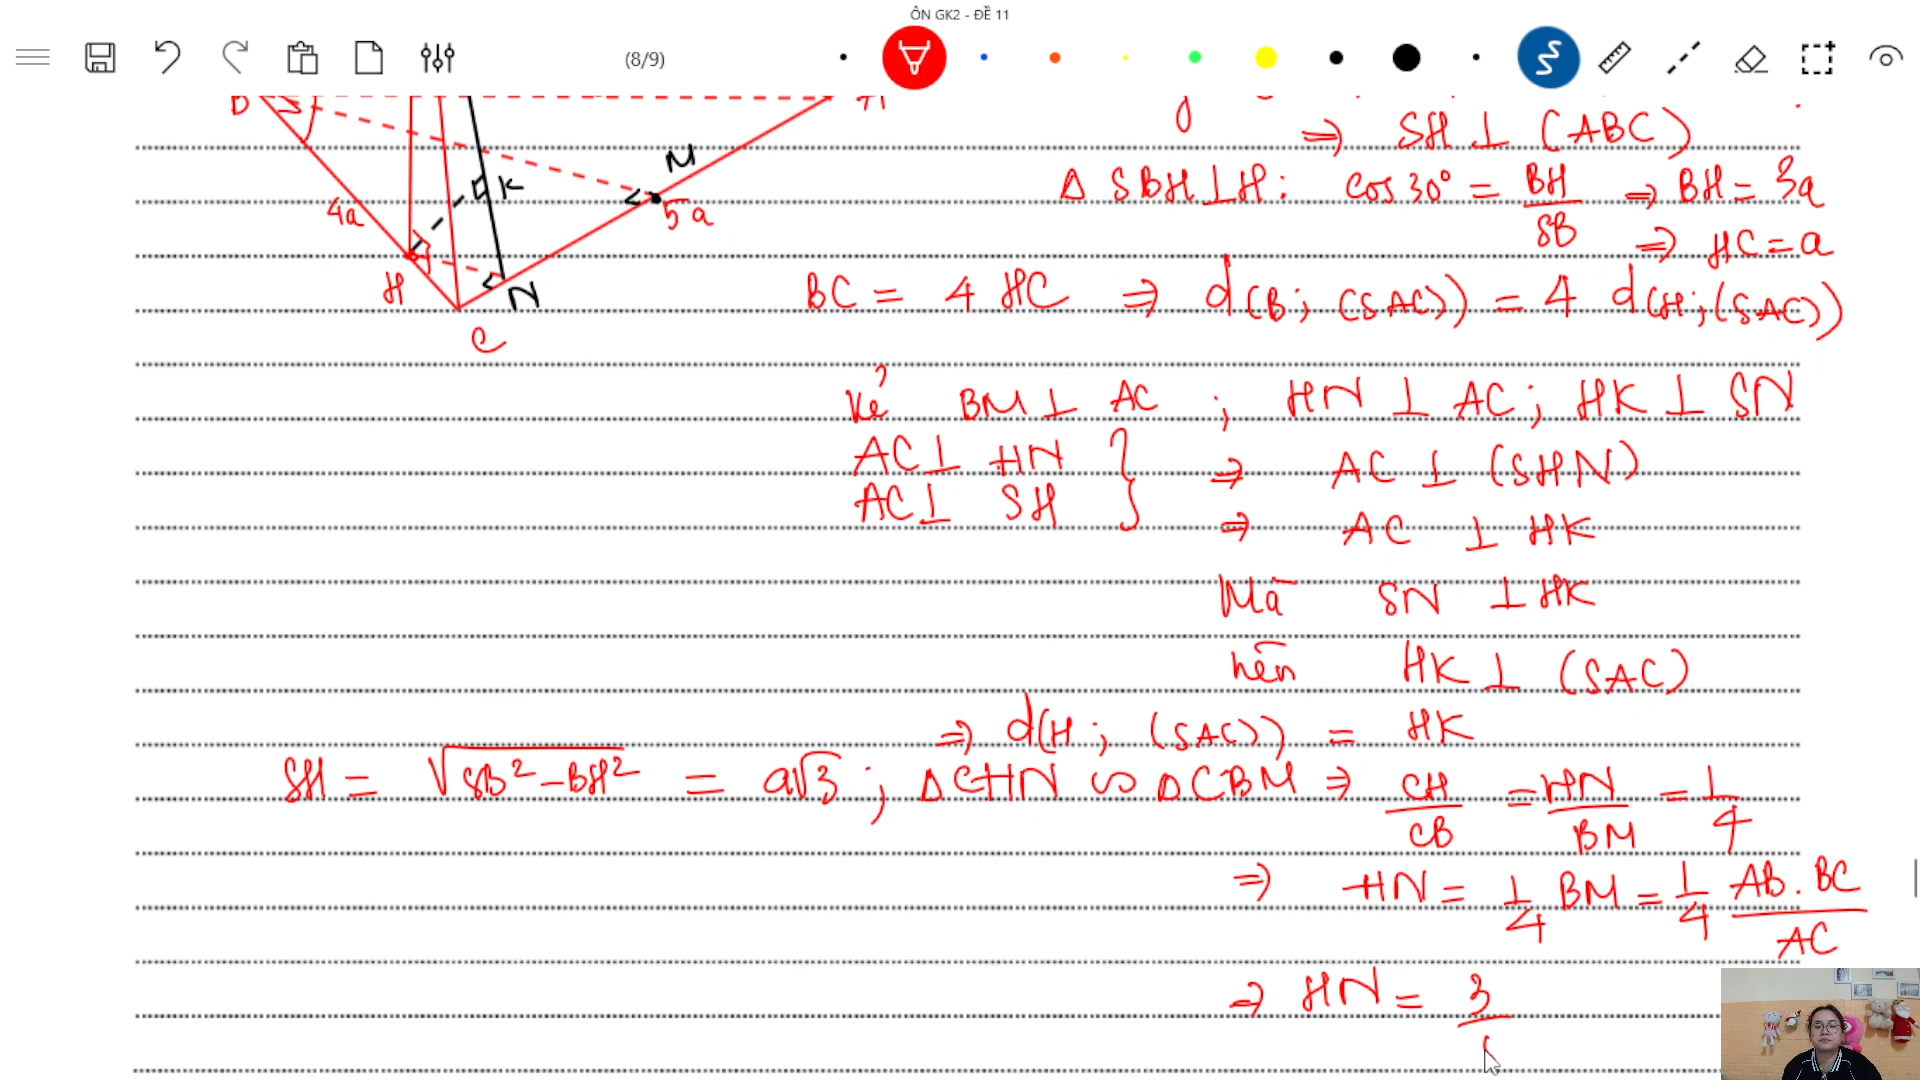 ÔN GK2 - ĐỀ 11
(8/9)
B
A
M
K
4a
5a
H
N
C
⇒ SH ⊥ (ABC)
Δ SBH ⊥ H: cos 30° = BH/SB ⇒ BH = 3a
⇒ HC = a
BC = 4 HC ⇒ d(B; (SAC)) = 4 d(H; (SAC))
Kẻ BM ⊥ AC ; HN ⊥ AC ; HK ⊥ SN
AC ⊥ HN
AC ⊥ SH } ⇒ AC ⊥ (SHN)
⇒ AC ⊥ HK
Mà SN ⊥ HK
nên HK ⊥ (SAC)
⇒ d(H; (SAC)) = HK
SH = √(SB² - BH²) = a√3 ; ΔCHN ∽ ΔCBM ⇒ CH/CB = HN/BM = 1/4
⇒ HN = 1/4 BM = 1/4 AB.BC/AC
⇒ HN = 3/